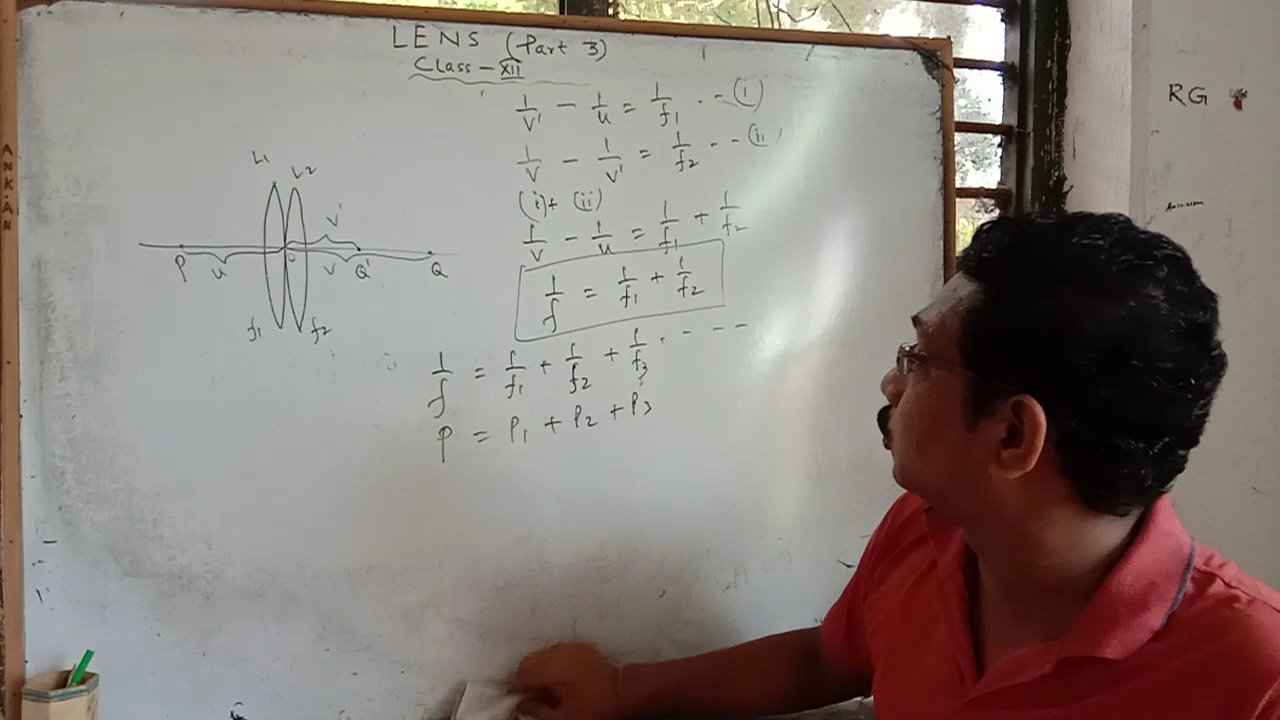 LENS (Part 3)
Class - XII
1/v' - 1/u = 1/f₁ - - (i)
1/v - 1/v' = 1/f₂ - - (ii)
(i)+ (ii)
1/v - 1/u = 1/f₁ + 1/f₂
1/f = 1/f₁ + 1/f₂
1/f = 1/f₁ + 1/f₂ + 1/f₃ - - - -
P = P₁ + P₂ + P₃
L₁ L₂
v'
P u O v Q' Q
f₁ f₂
ANKAN
RG